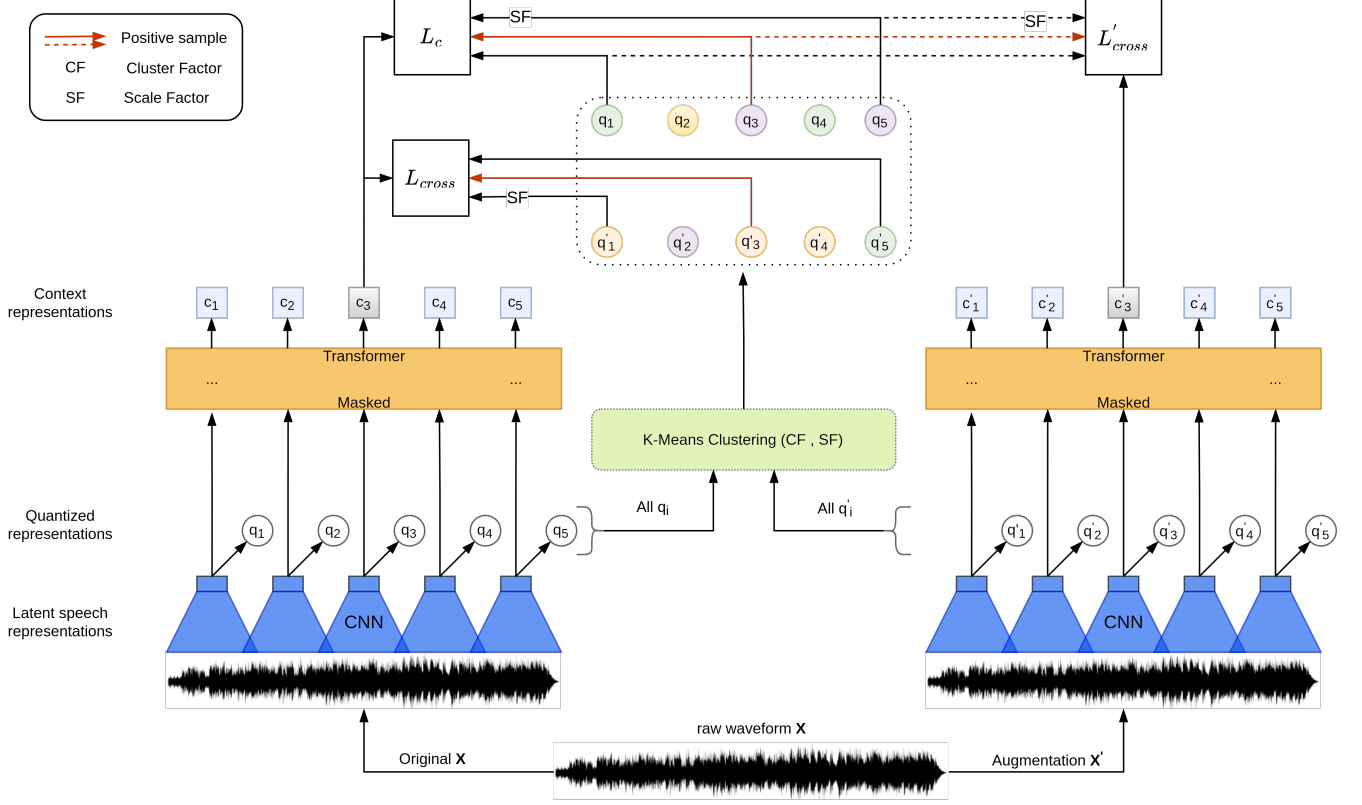 Positive sample
CF Cluster Factor
SF Scale Factor
L_c
SF
SF
L'_cross
q1 q2 q3 q4 q5
L_cross
SF
q'1 q'2 q'3 q'4 q'5
Context
representations
c1 c2 c3 c4 c5
c'1 c'2 c'3 c'4 c'5
Transformer
... ...
Masked
Transformer
... ...
Masked
K-Means Clustering (CF , SF)
All qi
All q'i
Quantized
representations
q1 q2 q3 q4 q5
q'1 q'2 q'3 q'4 q'5
Latent speech
representations
CNN
CNN
raw waveform X
Original X
Augmentation X'